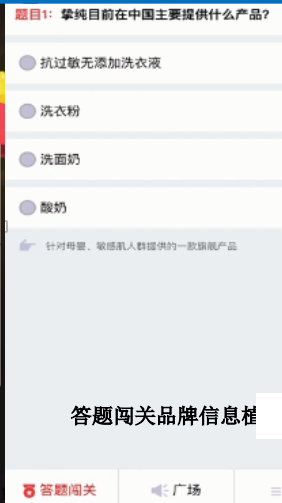 题目1：挚纯目前在中国主要提供什么产品?
抗过敏无添加洗衣液
洗衣粉
洗面奶
酸奶
针对母婴、敏感肌人群提供的一款旗舰产品
答题闯关品牌信息植
答题闯关
广场